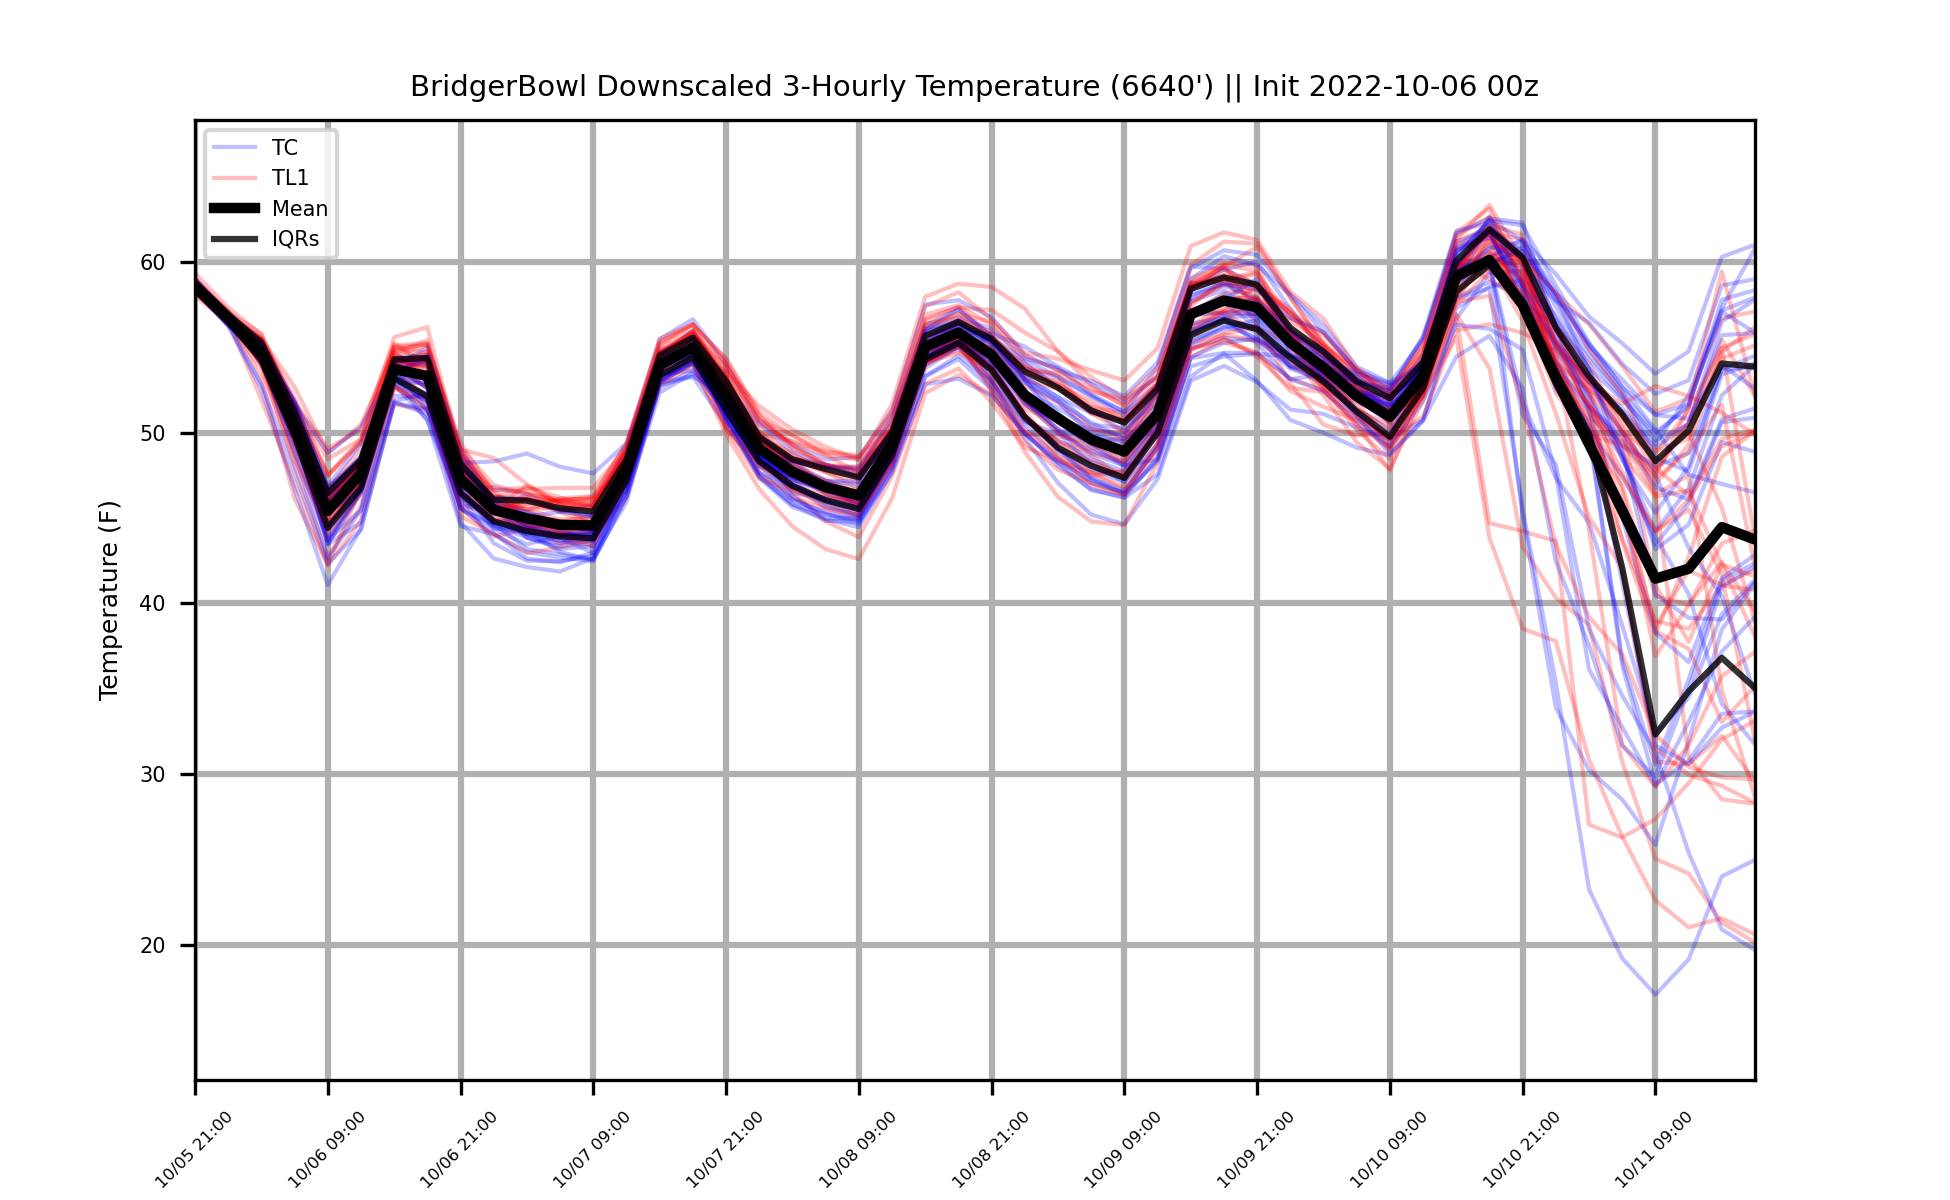 BridgerBowl Downscaled 3-Hourly Temperature (6640') || Init 2022-10-06 00z
TC
TL1
Mean
IQRs
Temperature (F)
60
50
40
30
20
10/05 21:00
10/06 09:00
10/06 21:00
10/07 09:00
10/07 21:00
10/08 09:00
10/08 21:00
10/09 09:00
10/09 21:00
10/10 09:00
10/10 21:00
10/11 09:00